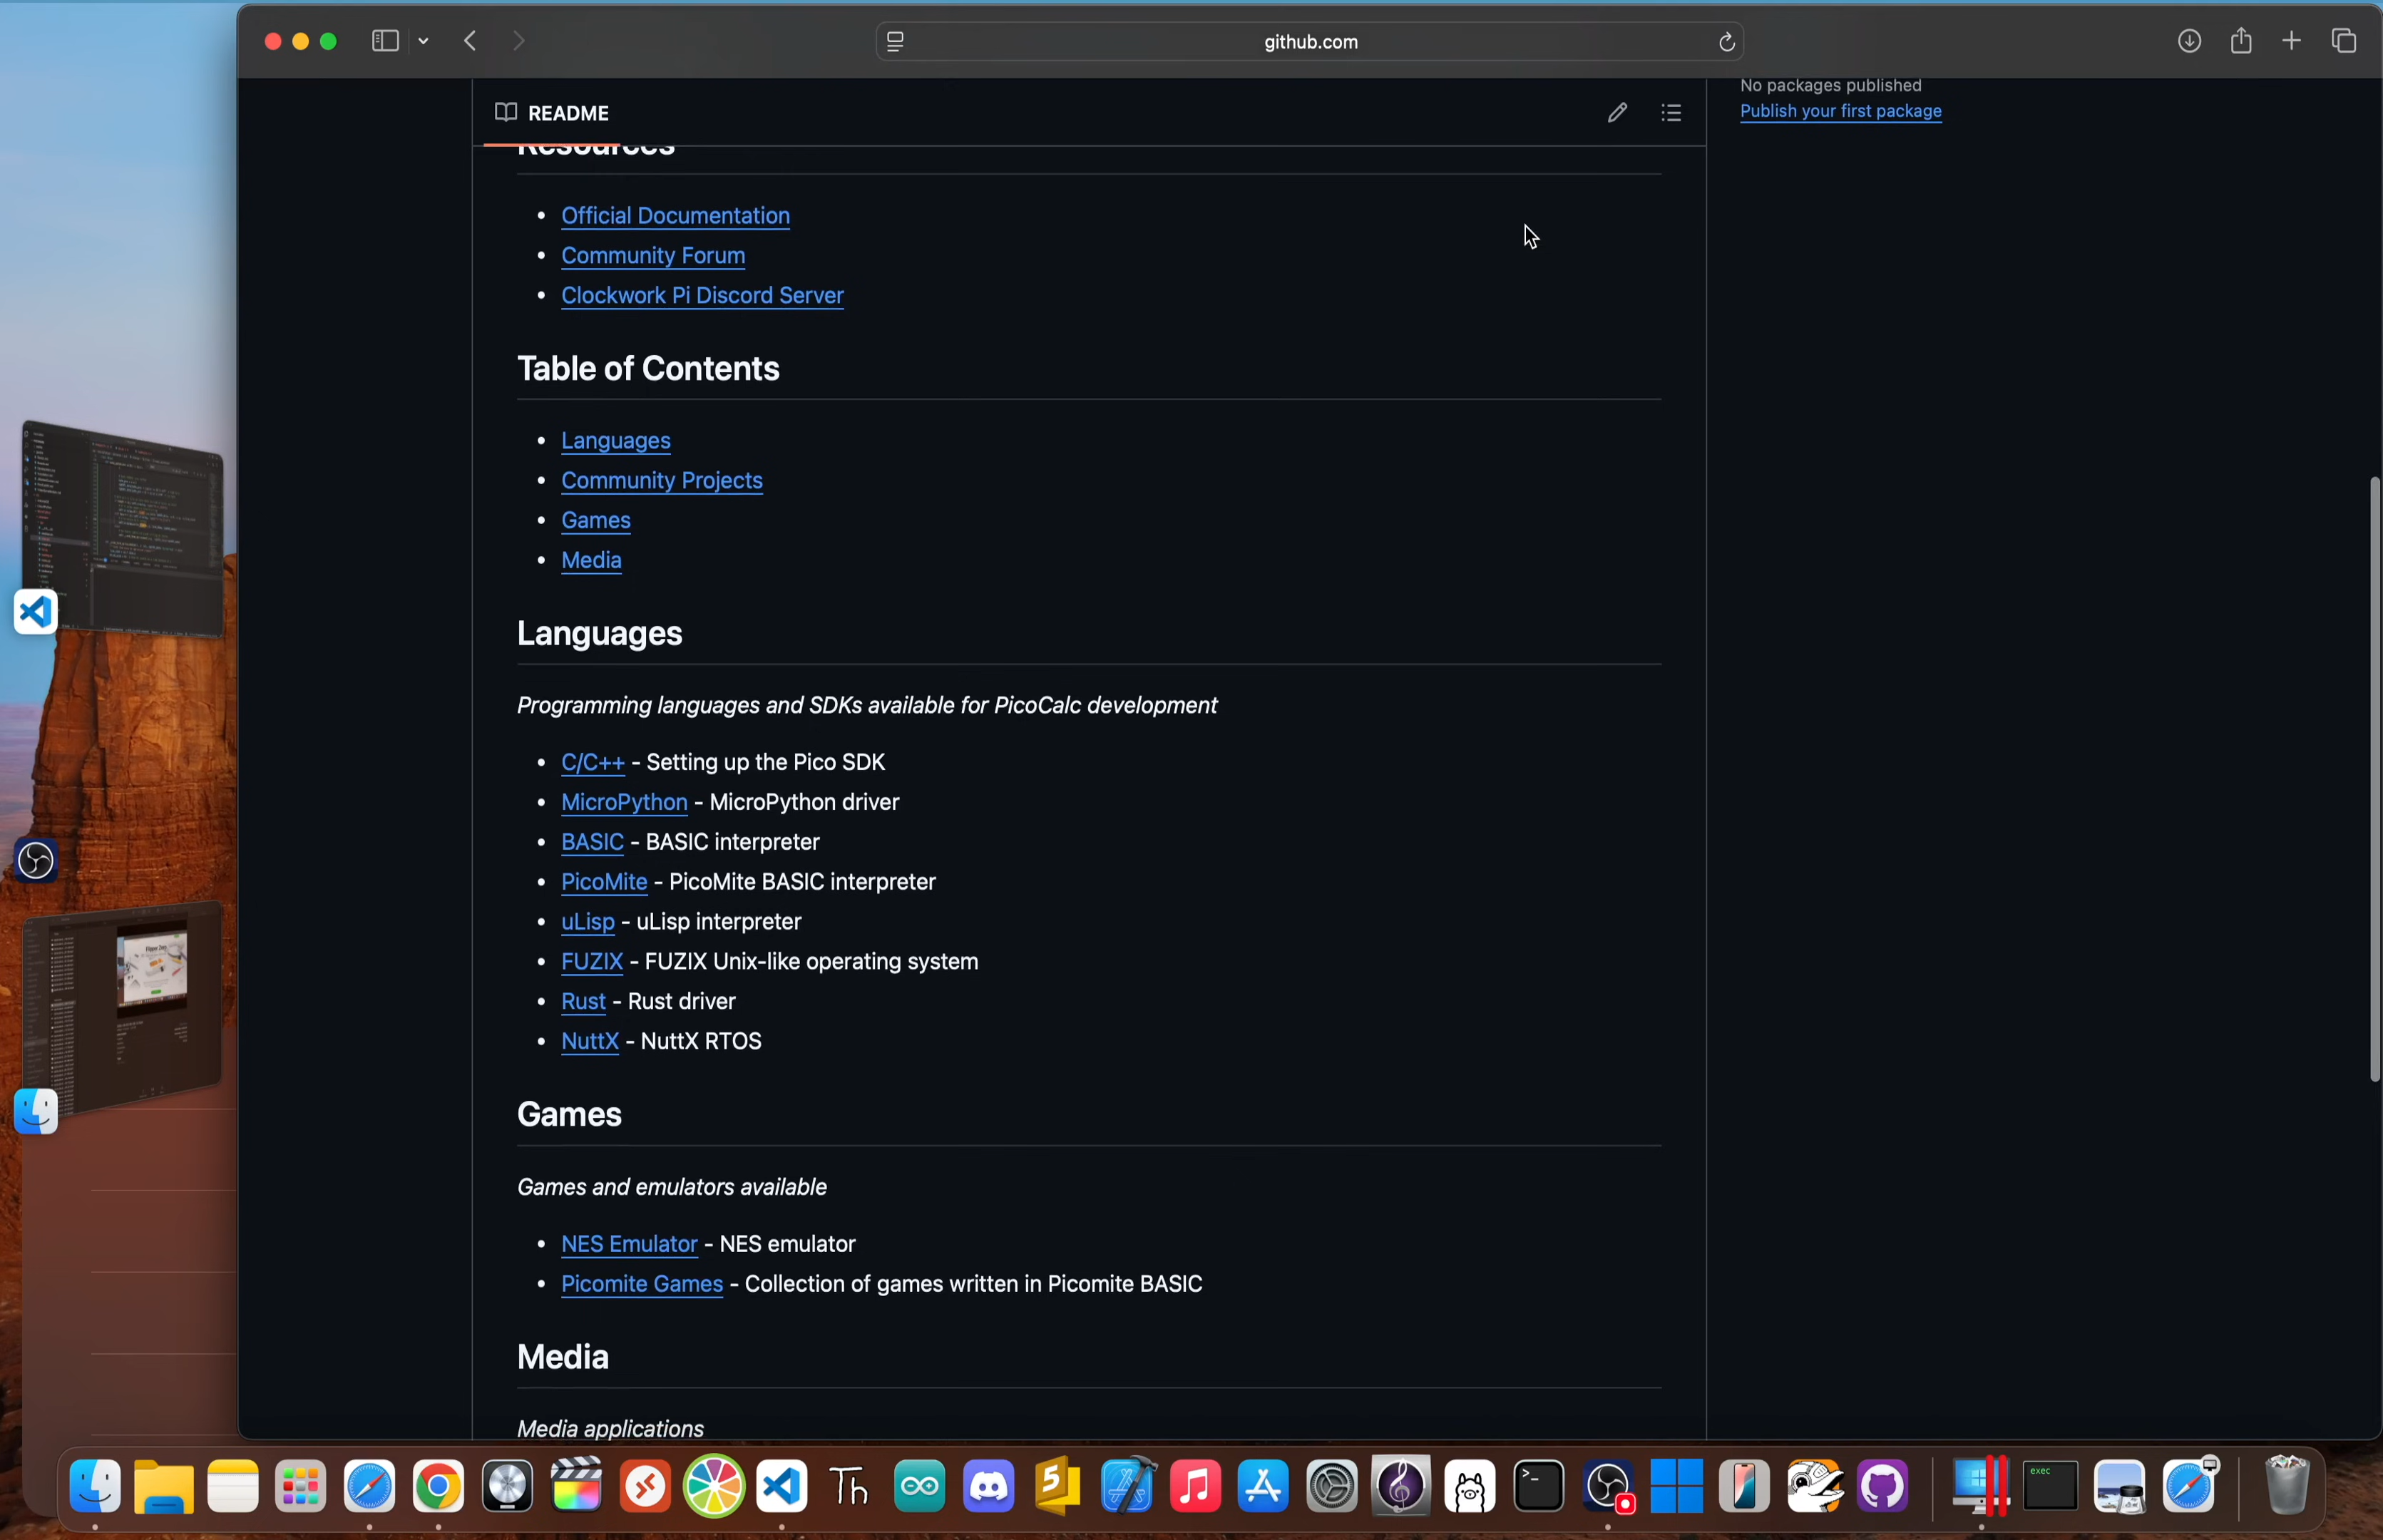 github.com
No packages published
Publish your first package
README
Resources
Official Documentation
Community Forum
Clockwork Pi Discord Server
Table of Contents
Languages
Community Projects
Games
Media
Languages
Programming languages and SDKs available for PicoCalc development
C/C++ - Setting up the Pico SDK
MicroPython - MicroPython driver
BASIC - BASIC interpreter
PicoMite - PicoMite BASIC interpreter
uLisp - uLisp interpreter
FUZIX - FUZIX Unix-like operating system
Rust - Rust driver
NuttX - NuttX RTOS
Games
Games and emulators available
NES Emulator - NES emulator
Picomite Games - Collection of games written in Picomite BASIC
Media
Media applications
Th
5
>_
exec